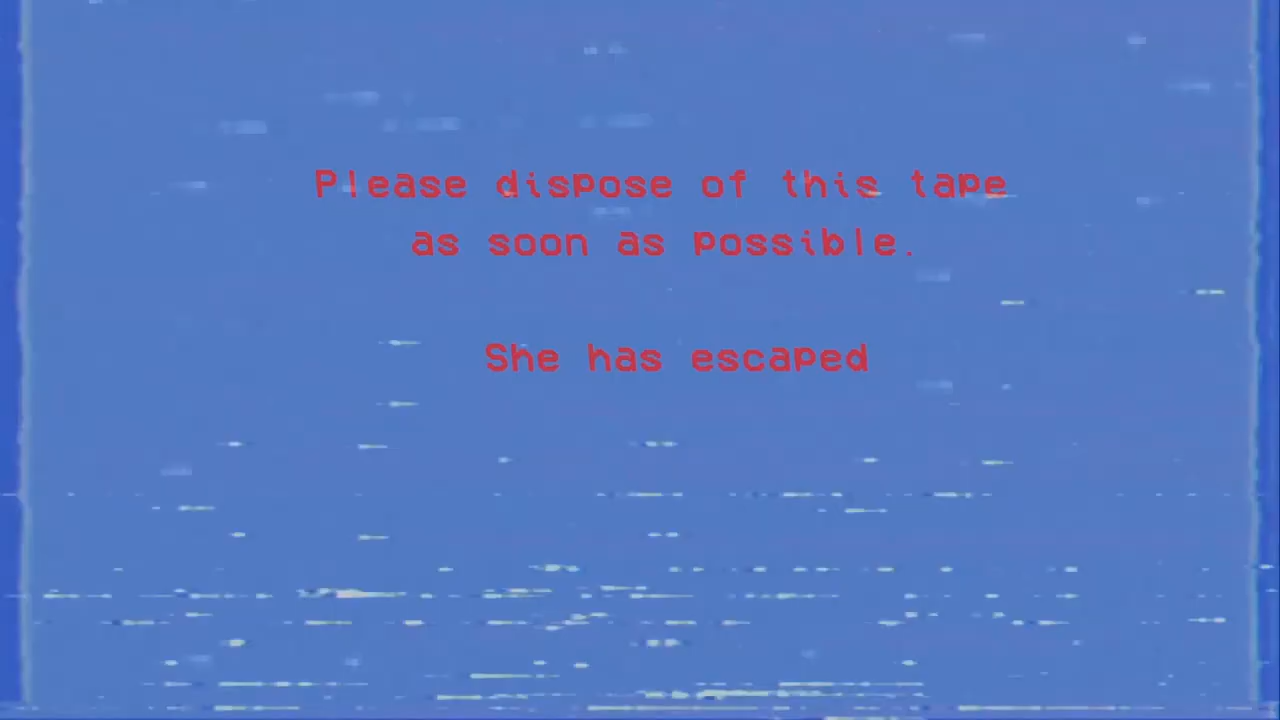 Please dispose of this tape
as soon as possible.
She has escaped